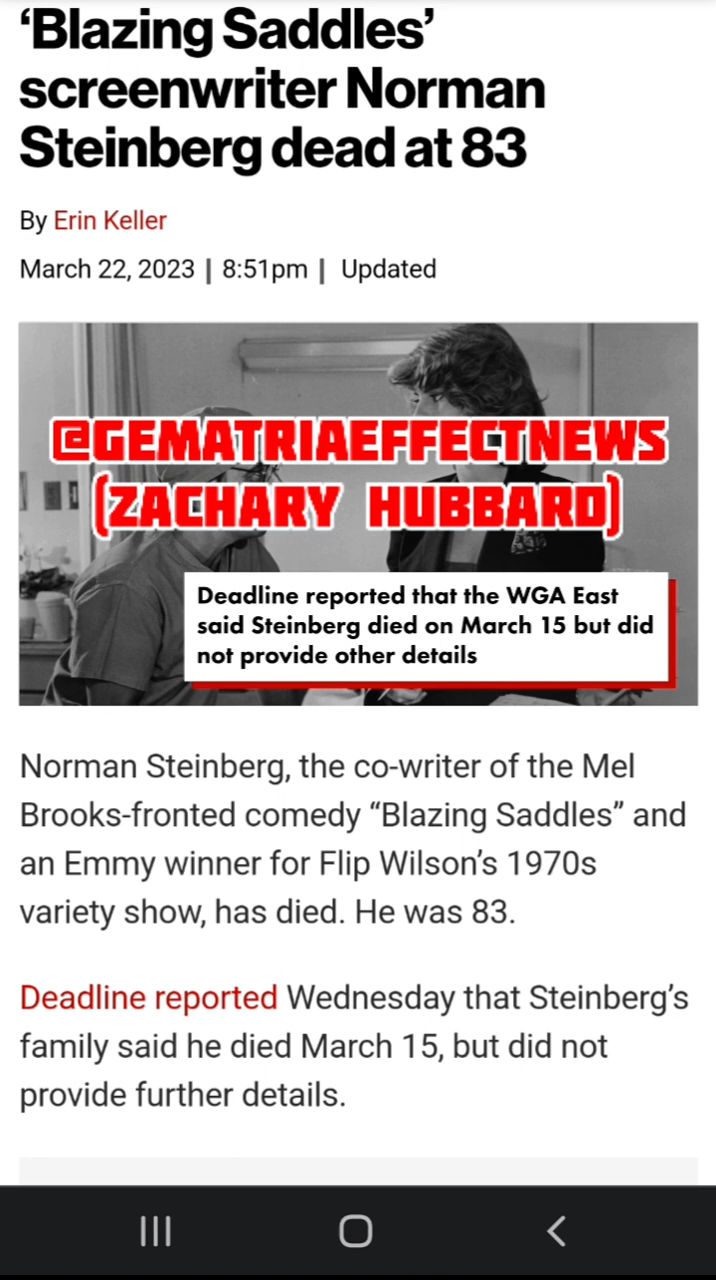 ‘Blazing Saddles’
screenwriter Norman
Steinberg dead at 83
By Erin Keller
March 22, 2023 | 8:51pm | Updated
@GEMATRIAEFFECTNEWS
(ZACHARY HUBBARD)
Deadline reported that the WGA East
said Steinberg died on March 15 but did
not provide other details
Norman Steinberg, the co-writer of the Mel
Brooks-fronted comedy “Blazing Saddles” and
an Emmy winner for Flip Wilson’s 1970s
variety show, has died. He was 83.
Deadline reported Wednesday that Steinberg’s
family said he died March 15, but did not
provide further details.